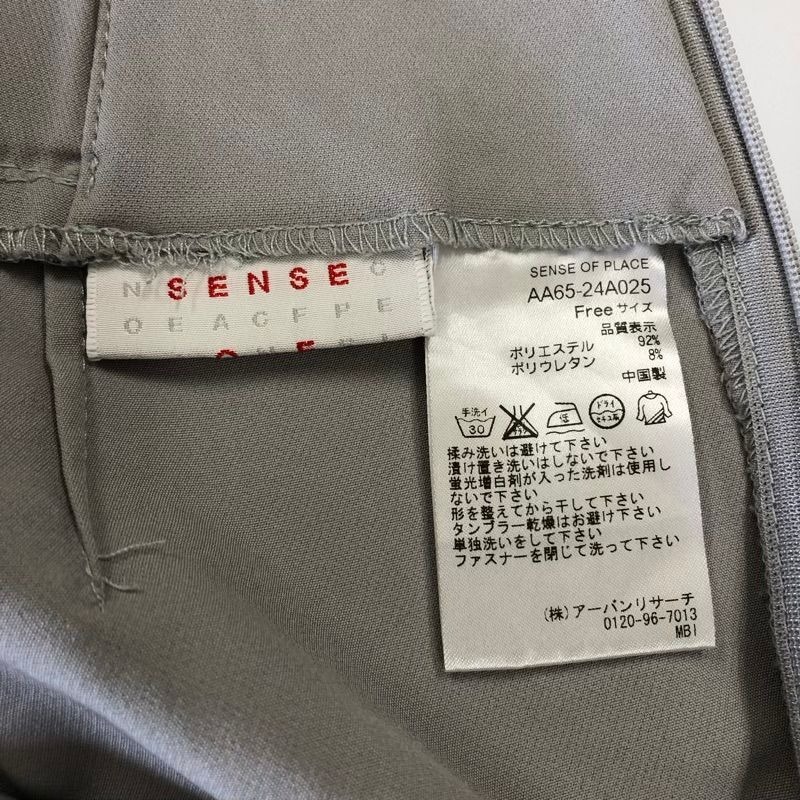 N SENSE C
O E A C F P E
SENSE OF PLACE
AA65-24A025
Free サイズ
品質表示
ポリエステル 92%
ポリウレタン 8%
中国製
手洗イ 30 ドライ セキユ系
揉み洗いは避けて下さい
漬け置き洗いはしないで下さい
蛍光増白剤が入った洗剤は使用し
ないで下さい
形を整えてから干して下さい
タンブラー乾燥はお避け下さい
単独洗いをして下さい
ファスナーを閉じて洗って下さい
(株)アーバンリサーチ
0120-96-7013
MBI